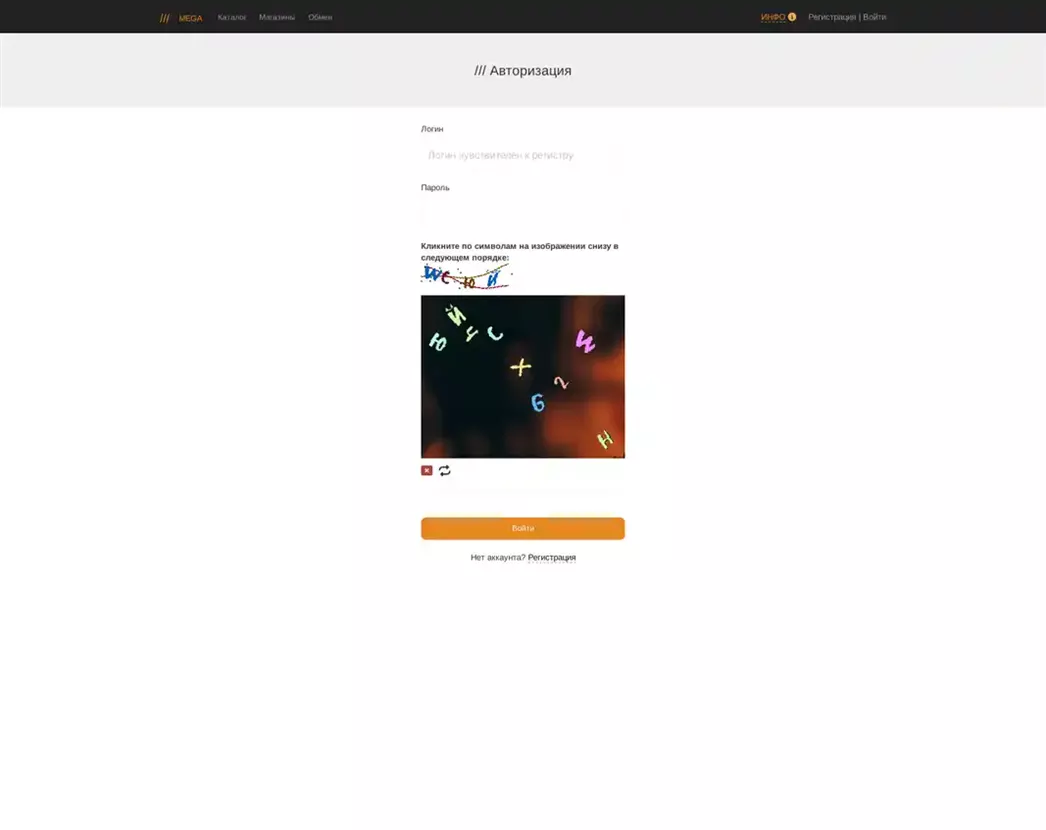 /// MEGA Каталог Магазины Обмен ИНФО Регистрация | Войти
/// Авторизация
Логин
Логин чувствителен к регистру
Пароль
Кликните по символам на изображении снизу в
следующем порядке:
W С Ю Й
Й
Ю Ч С W
+
2
6
Н
Войти
Нет аккаунта? Регистрация